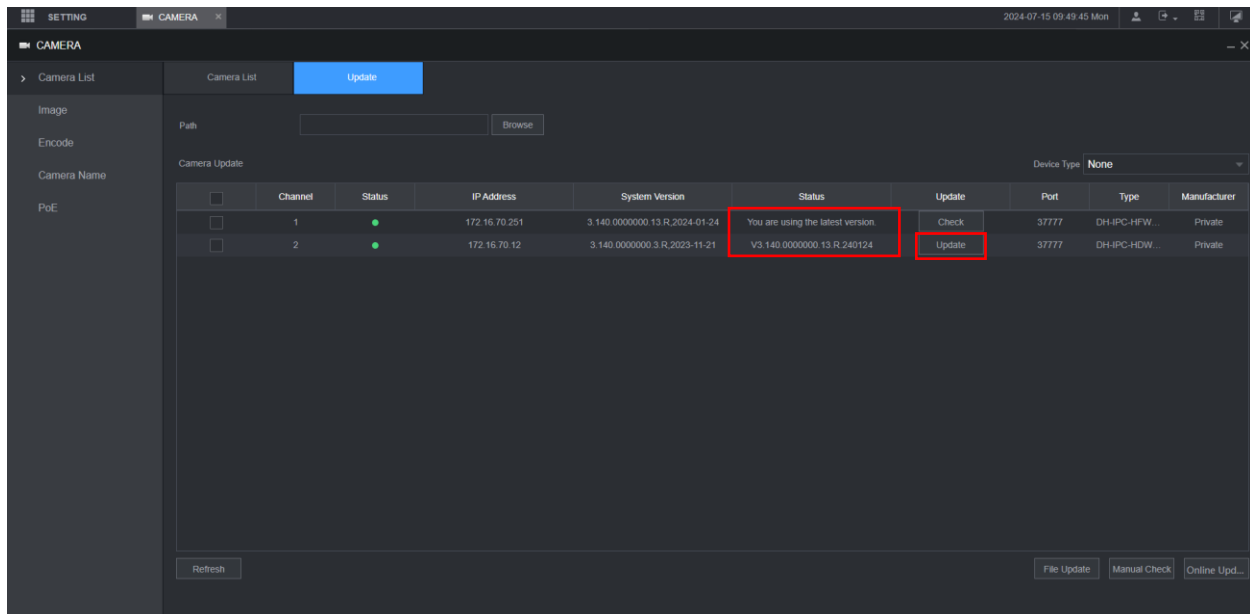 SETTING CAMERA × 2024-07-15 09:49:45 Mon
CAMERA
Camera List Camera List Update
Image
Path Browse
Encode
Camera Update Device Type None
Camera Name
Channel Status IP Address System Version Status Update Port Type Manufacturer
PoE
1 172.16.70.251 3.140.0000000.13.R,2024-01-24 You are using the latest version. Check 37777 DH-IPC-HFW... Private
2 172.16.70.12 3.140.0000000.3.R,2023-11-21 V3.140.0000000.13.R.240124 Update 37777 DH-IPC-HDW... Private
Refresh File Update Manual Check Online Upd...